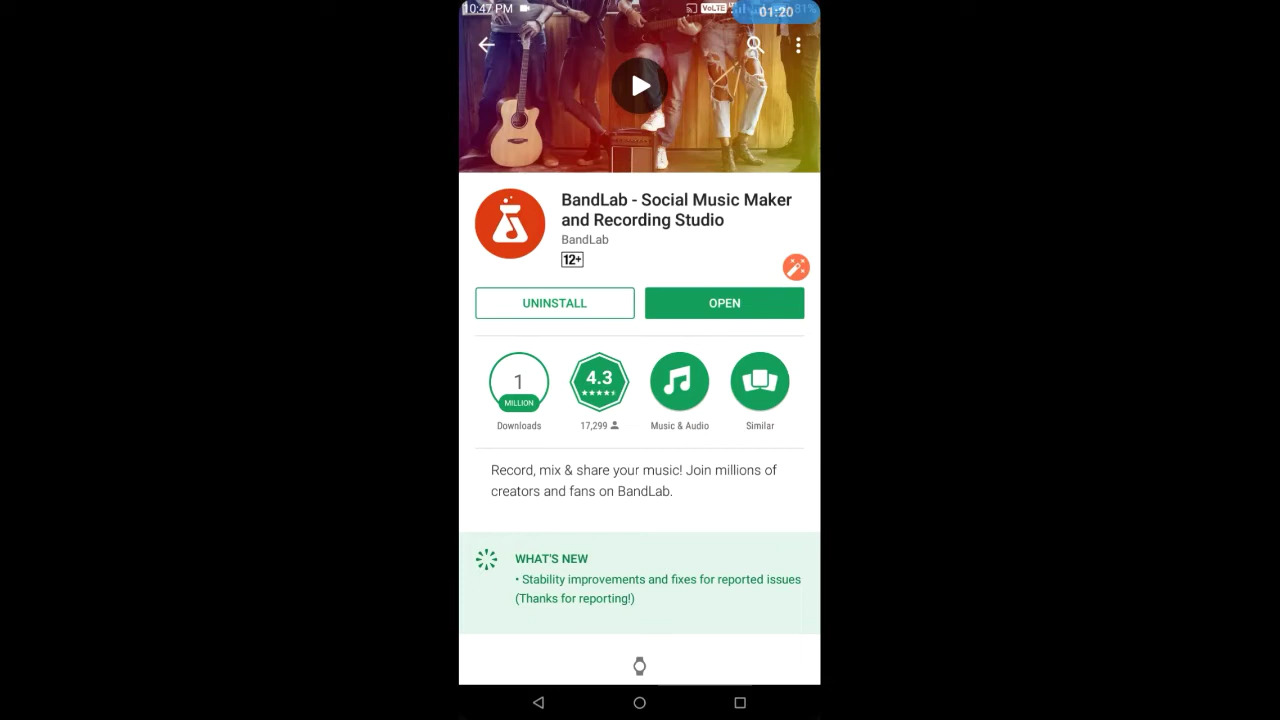 10:47 PM VoLTE 81%
01:20
BandLab - Social Music Maker
and Recording Studio
BandLab
12+
UNINSTALL OPEN
1 4.3
MILLION
Downloads 17,299 Music & Audio Similar
Record, mix & share your music! Join millions of
creators and fans on BandLab.
WHAT'S NEW
• Stability improvements and fixes for reported issues
(Thanks for reporting!)